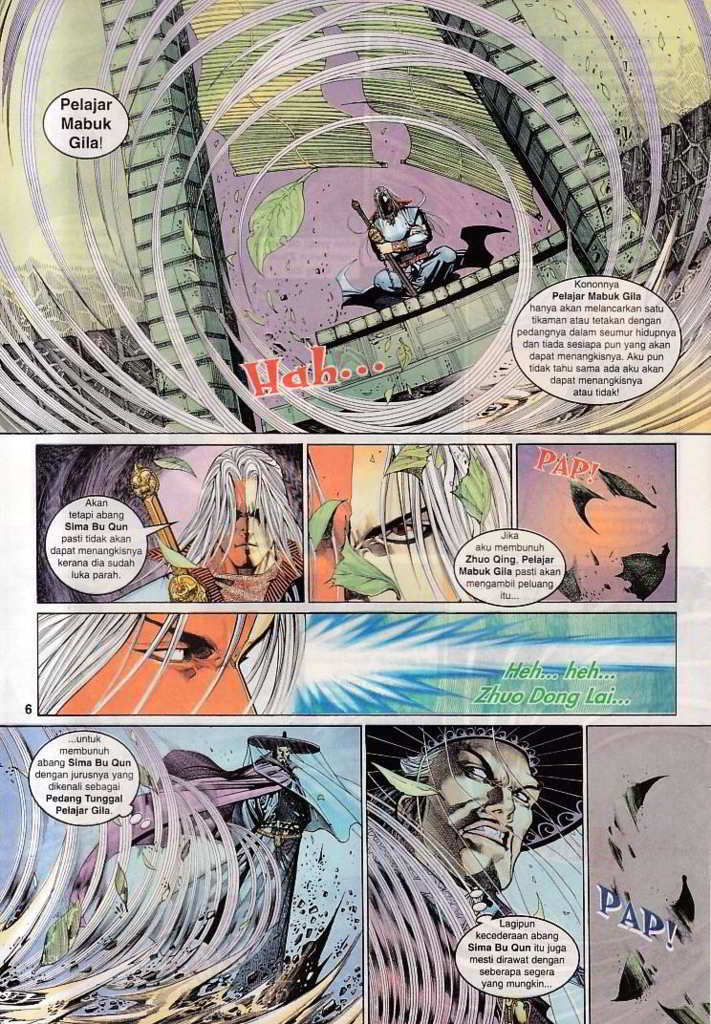 Pelajar
Mabuk
Gila!
Kononnya
Pelajar Mabuk Gila
hanya akan melancarkan satu
tikaman atau tetakan dengan
pedangnya dalam seumur hidupnya
dan tiada sesiapa pun yang akan
dapat menangkisnya. Aku pun
tidak tahu sama ada aku akan
dapat menangkisnya
atau tidak!
Hah...
Akan
tetapi abang
Sima Bu Qun
pasti tidak akan
dapat menangkisnya
kerana dia sudah
luka parah.
Jika
aku membunuh
Zhuo Qing, Pelajar
Mabuk Gila pasti akan
mengambil peluang
itu...
PAP!
Heh... heh...
Zhuo Dong Lai...
6
...untuk
membunuh
abang Sima Bu Qun
dengan jurusnya yang
dikenali sebagai
Pedang Tunggal
Pelajar Gila.
Lagipun
kecederaan abang
Sima Bu Qun itu juga
mesti dirawat dengan
seberapa segera
yang mungkin...
PAP!